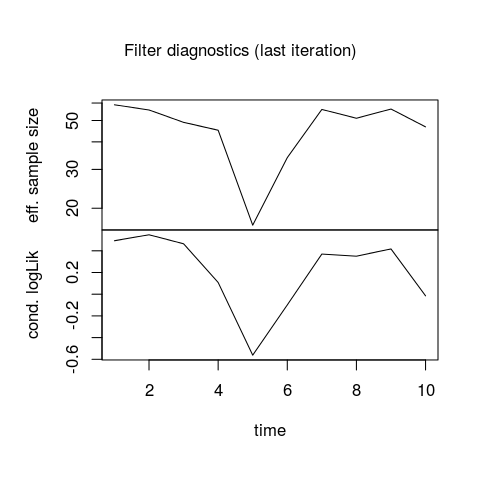 Filter diagnostics (last iteration)
eff. sample size
50
30
20
cond. logLik
0.2
-0.2
-0.6
2 4 6 8 10
time